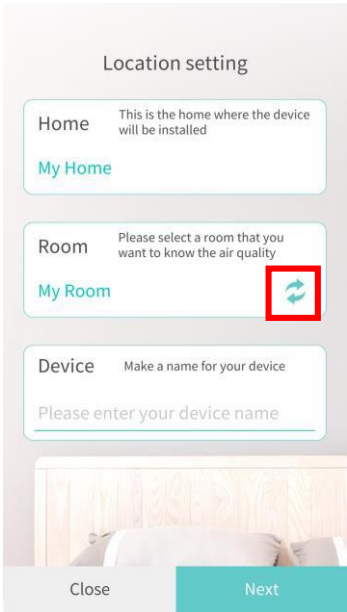 Location setting
Home
This is the home where the device
will be installed
My Home
Room
Please select a room that you
want to know the air quality
My Room
Device
Make a name for your device
Please enter your device name
Close
Next